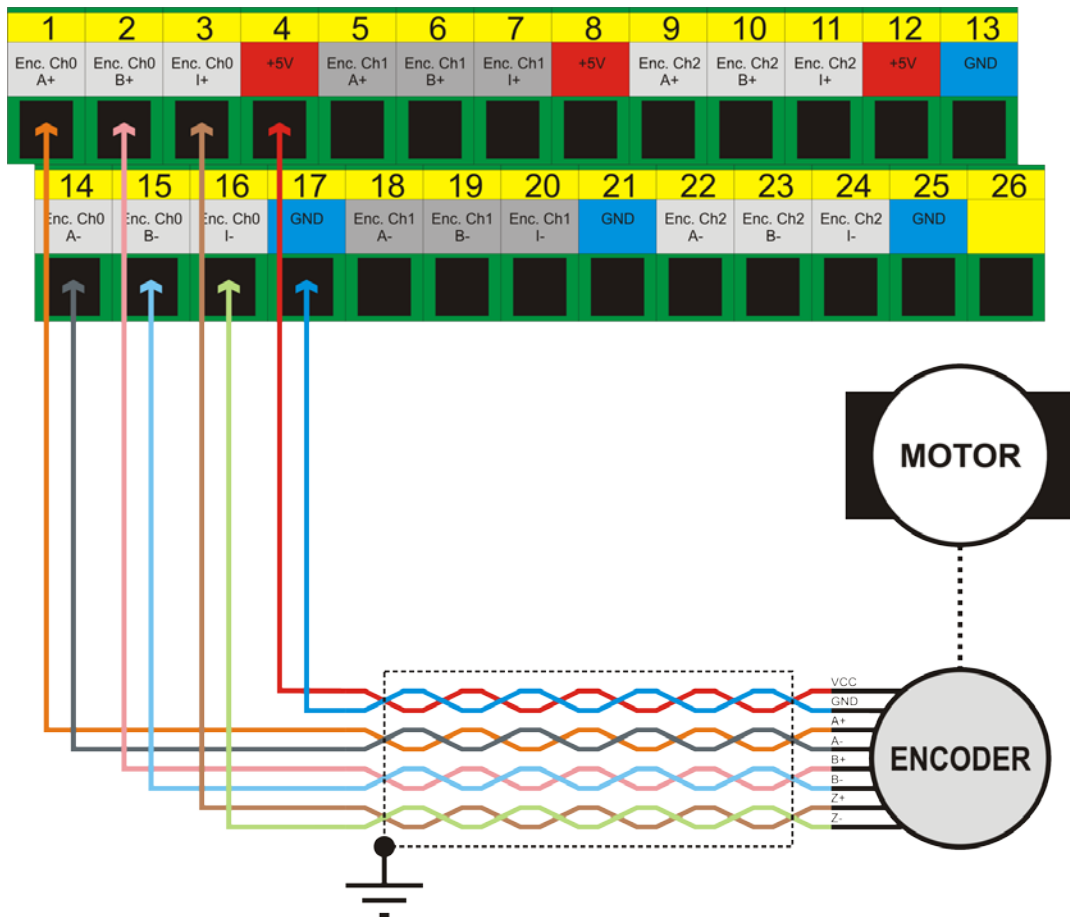 1 2 3 4 5 6 7 8 9 10 11 12 13
Enc. Ch0 Enc. Ch0 Enc. Ch0 +5V Enc. Ch1 Enc. Ch1 Enc. Ch1 +5V Enc. Ch2 Enc. Ch2 Enc. Ch2 +5V GND
A+ B+ I+ A+ B+ I+ A+ B+ I+
14 15 16 17 18 19 20 21 22 23 24 25 26
Enc. Ch0 Enc. Ch0 Enc. Ch0 GND Enc. Ch1 Enc. Ch1 Enc. Ch1 GND Enc. Ch2 Enc. Ch2 Enc. Ch2 GND
A- B- I- A- B- I- A- B- I-
MOTOR
VCC
GND
A+
A-
B+
B-
Z+
Z-
ENCODER